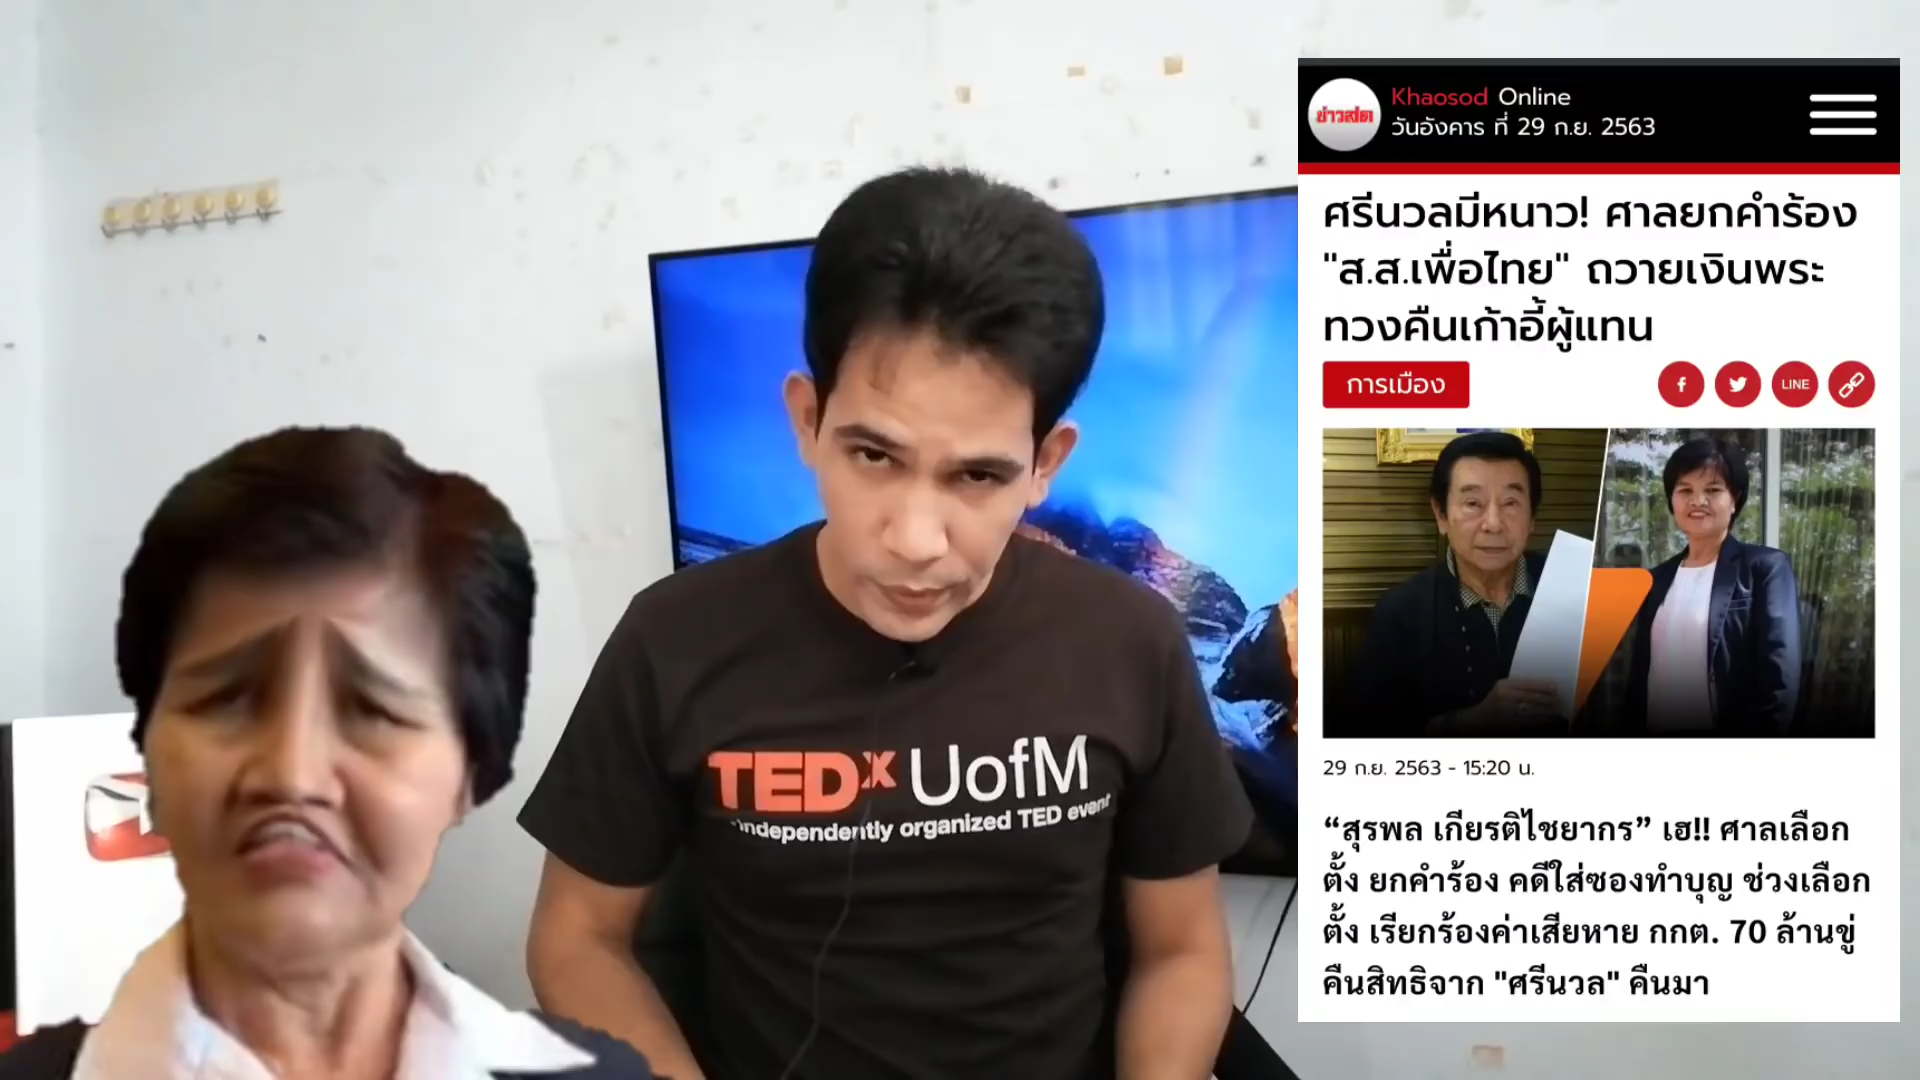 ข่าวสด
Khaosod Online
วันอังคาร ที่ 29 ก.ย. 2563
ศรีนวลมีหนาว! ศาลยกคำร้อง
"ส.ส.เพื่อไทย" ถวายเงินพระ
ทวงคืนเก้าอี้ผู้แทน
การเมือง
LINE
29 ก.ย. 2563 - 15:20 น.
“สุรพล เกียรติไชยากร” เฮ!! ศาลเลือก
ตั้ง ยกคำร้อง คดีใส่ซองทำบุญ ช่วงเลือก
ตั้ง เรียกร้องค่าเสียหาย กกต. 70 ล้านขู่
คืนสิทธิจาก "ศรีนวล" คืนมา
TEDx UofM
independently organized TED event